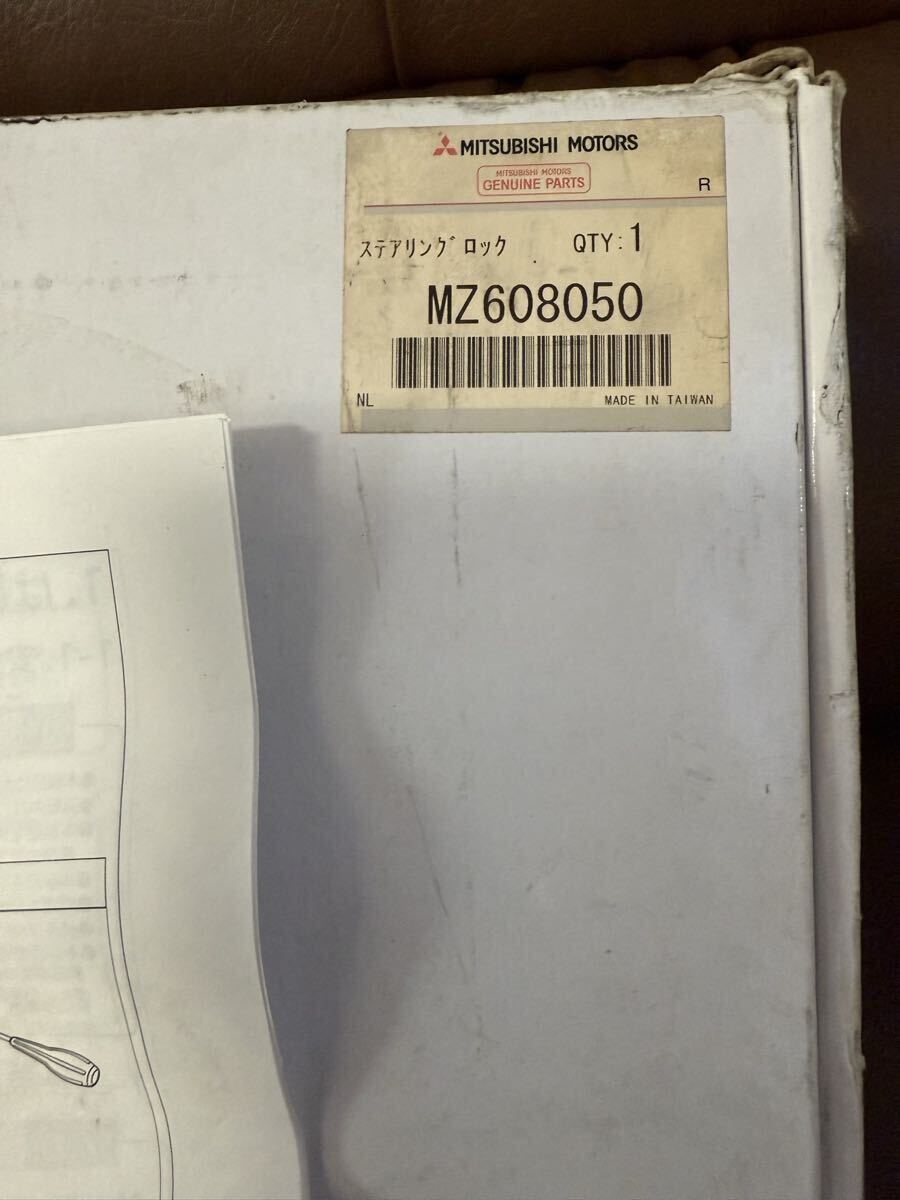 MITSUBISHI MOTORS
MITSUBISHI MOTORS
GENUINE PARTS
R
ステアリング ロック QTY:1
MZ608050
NL MADE IN TAIWAN